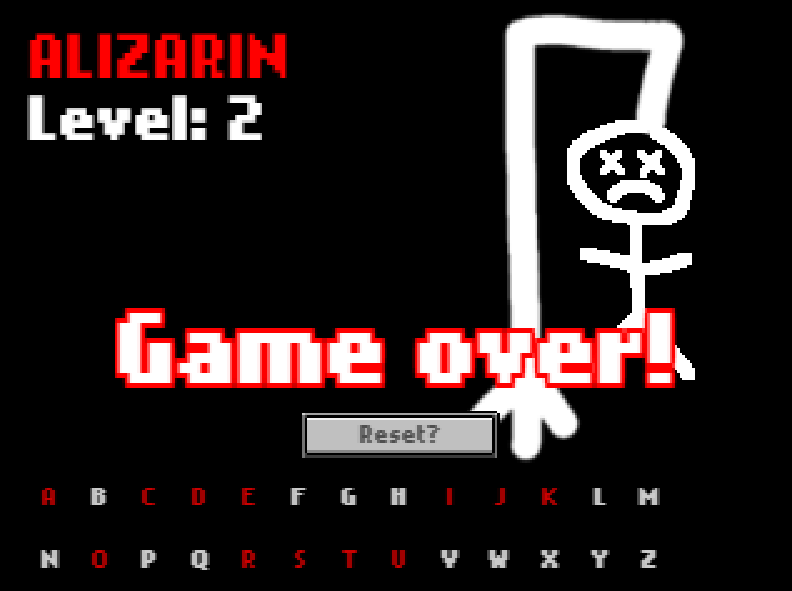 ALIZARIN
Level: 2
Game over!
Reset?
A B C D E F G H I J K L M
N O P Q R S T U V W X Y Z